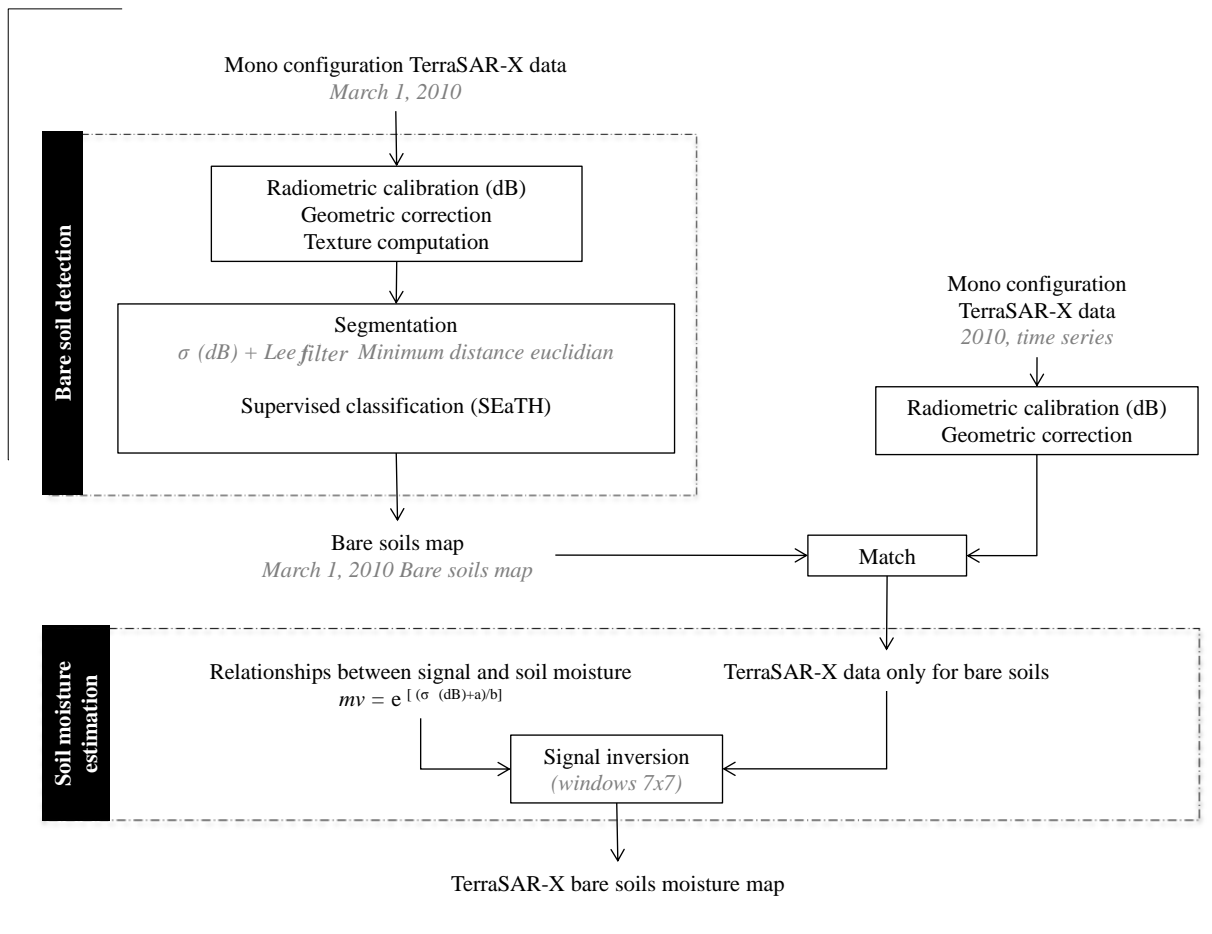 Mono configuration TerraSAR-X data
March 1, 2010
Bare soil detection
Radiometric calibration (dB)
Geometric correction
Texture computation
Segmentation
σ (dB) + Lee filter Minimum distance euclidian
Supervised classification (SEaTH)
Mono configuration
TerraSAR-X data
2010, time series
Radiometric calibration (dB)
Geometric correction
Bare soils map
March 1, 2010 Bare soils map
Match
Soil moisture
estimation
Relationships between signal and soil moisture
mv = e [ (σ (dB)+a)/b]
TerraSAR-X data only for bare soils
Signal inversion
(windows 7x7)
TerraSAR-X bare soils moisture map